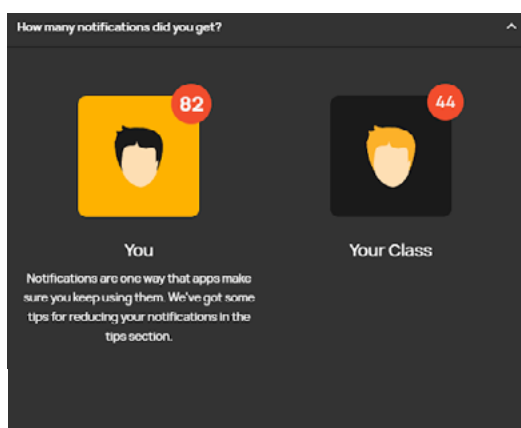 How many notifications did you get?
82
44
You
Your Class
Notifications are one way that apps make
sure you keep using them. We've got some
tips for reducing your notifications in the
tips section.